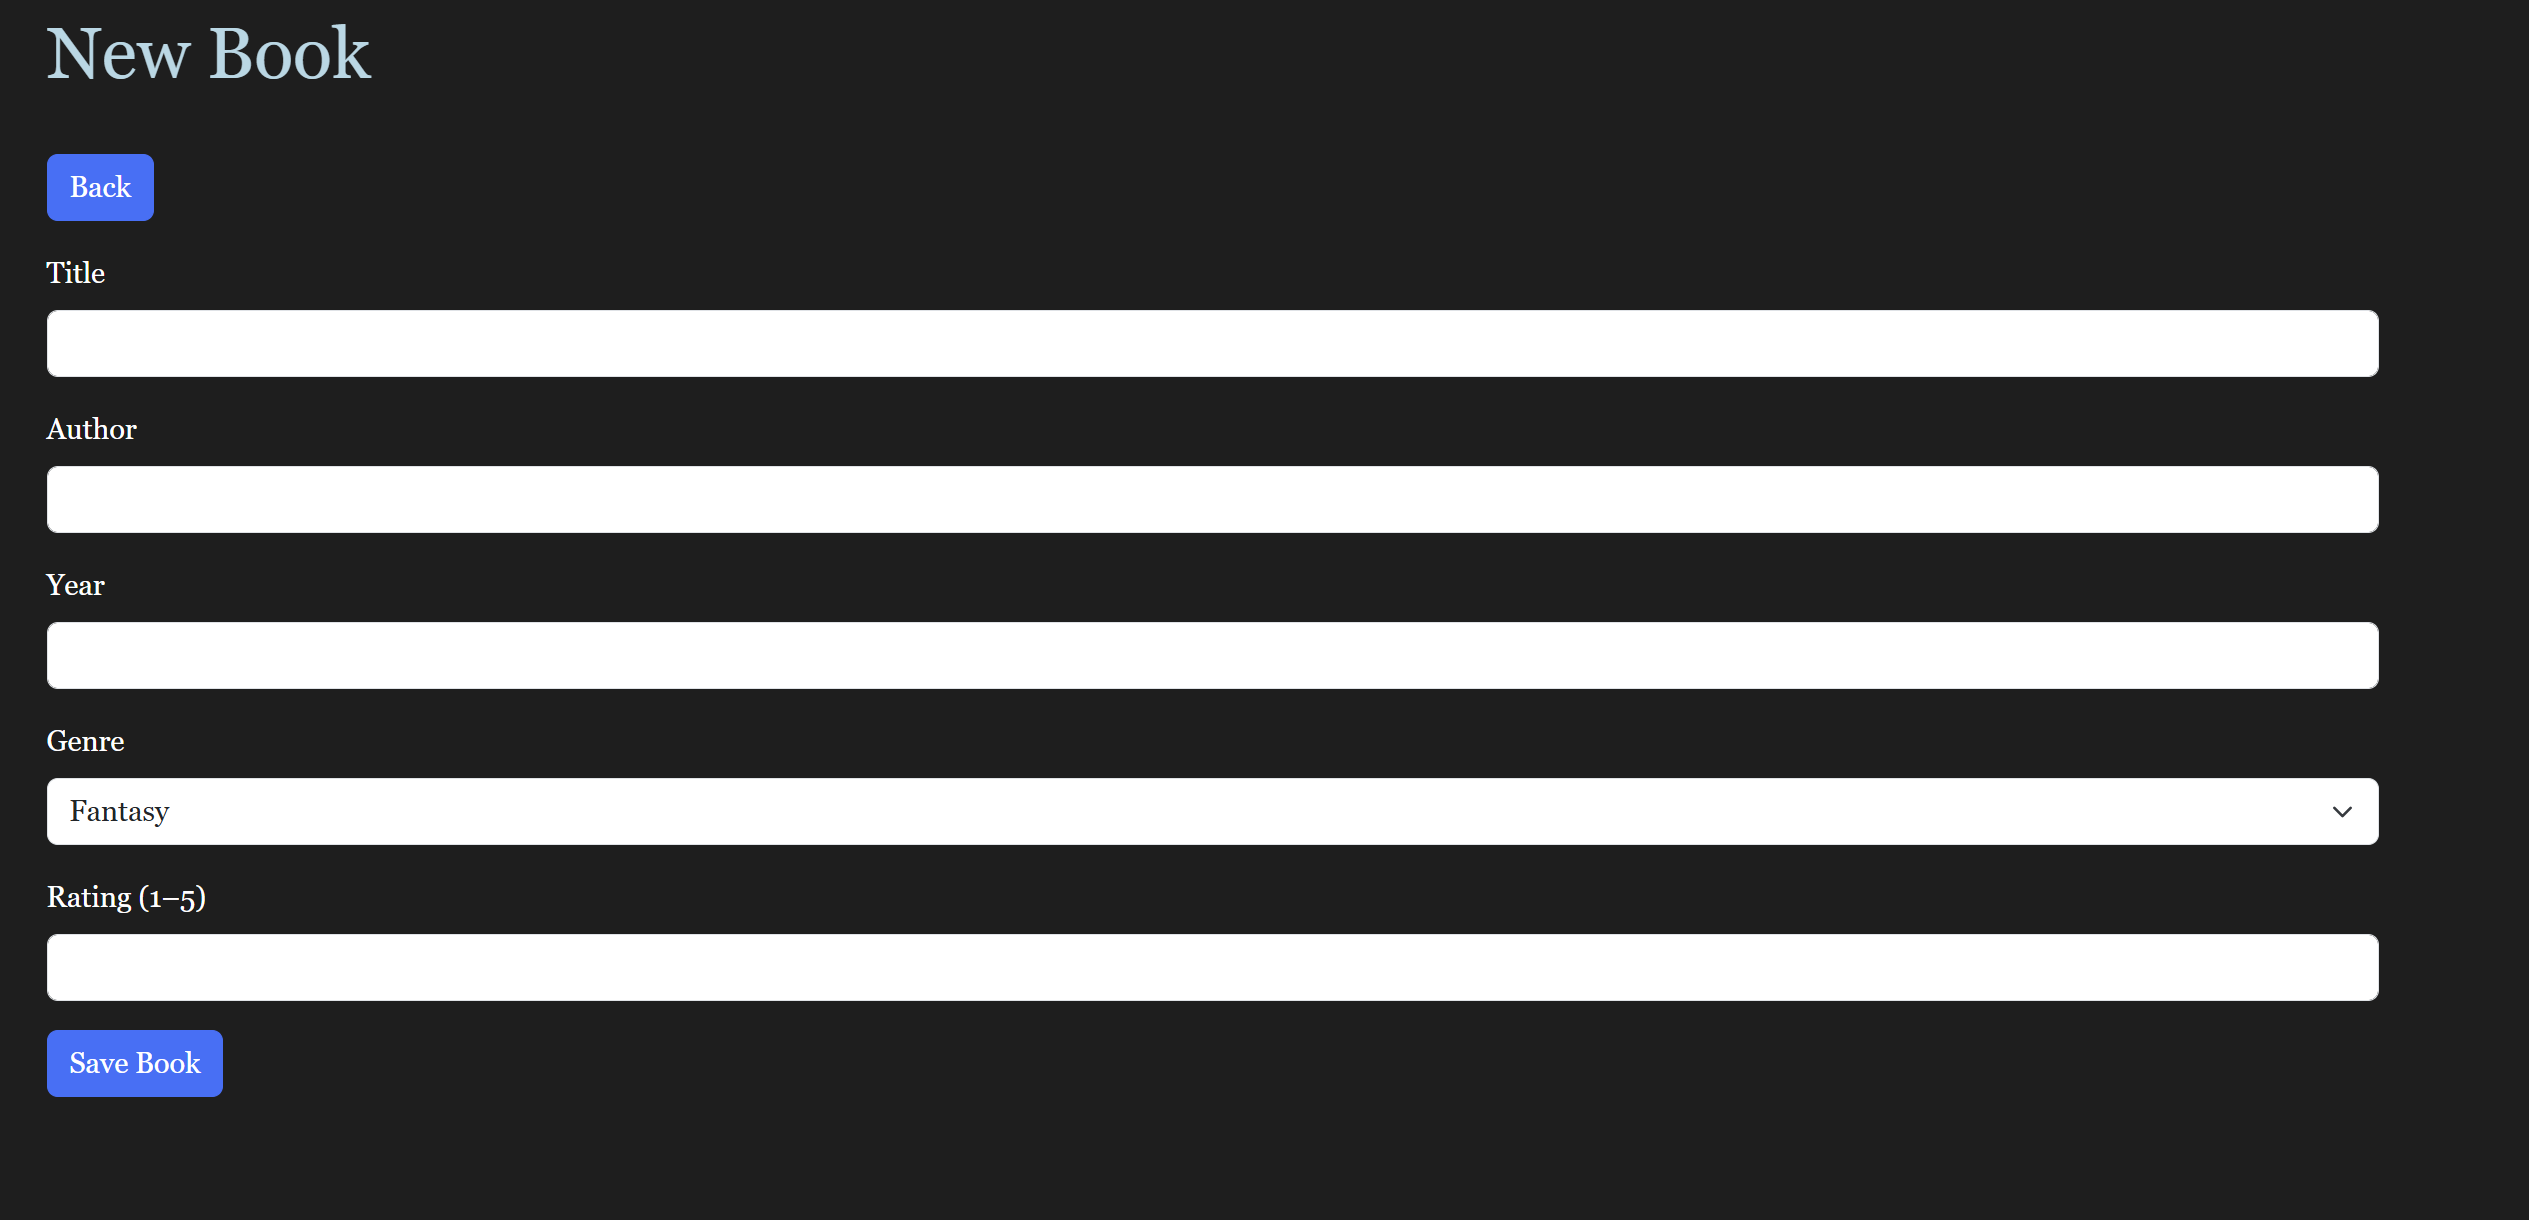 New Book
Back
Title
Author
Year
Genre
Fantasy
Rating (1–5)
Save Book